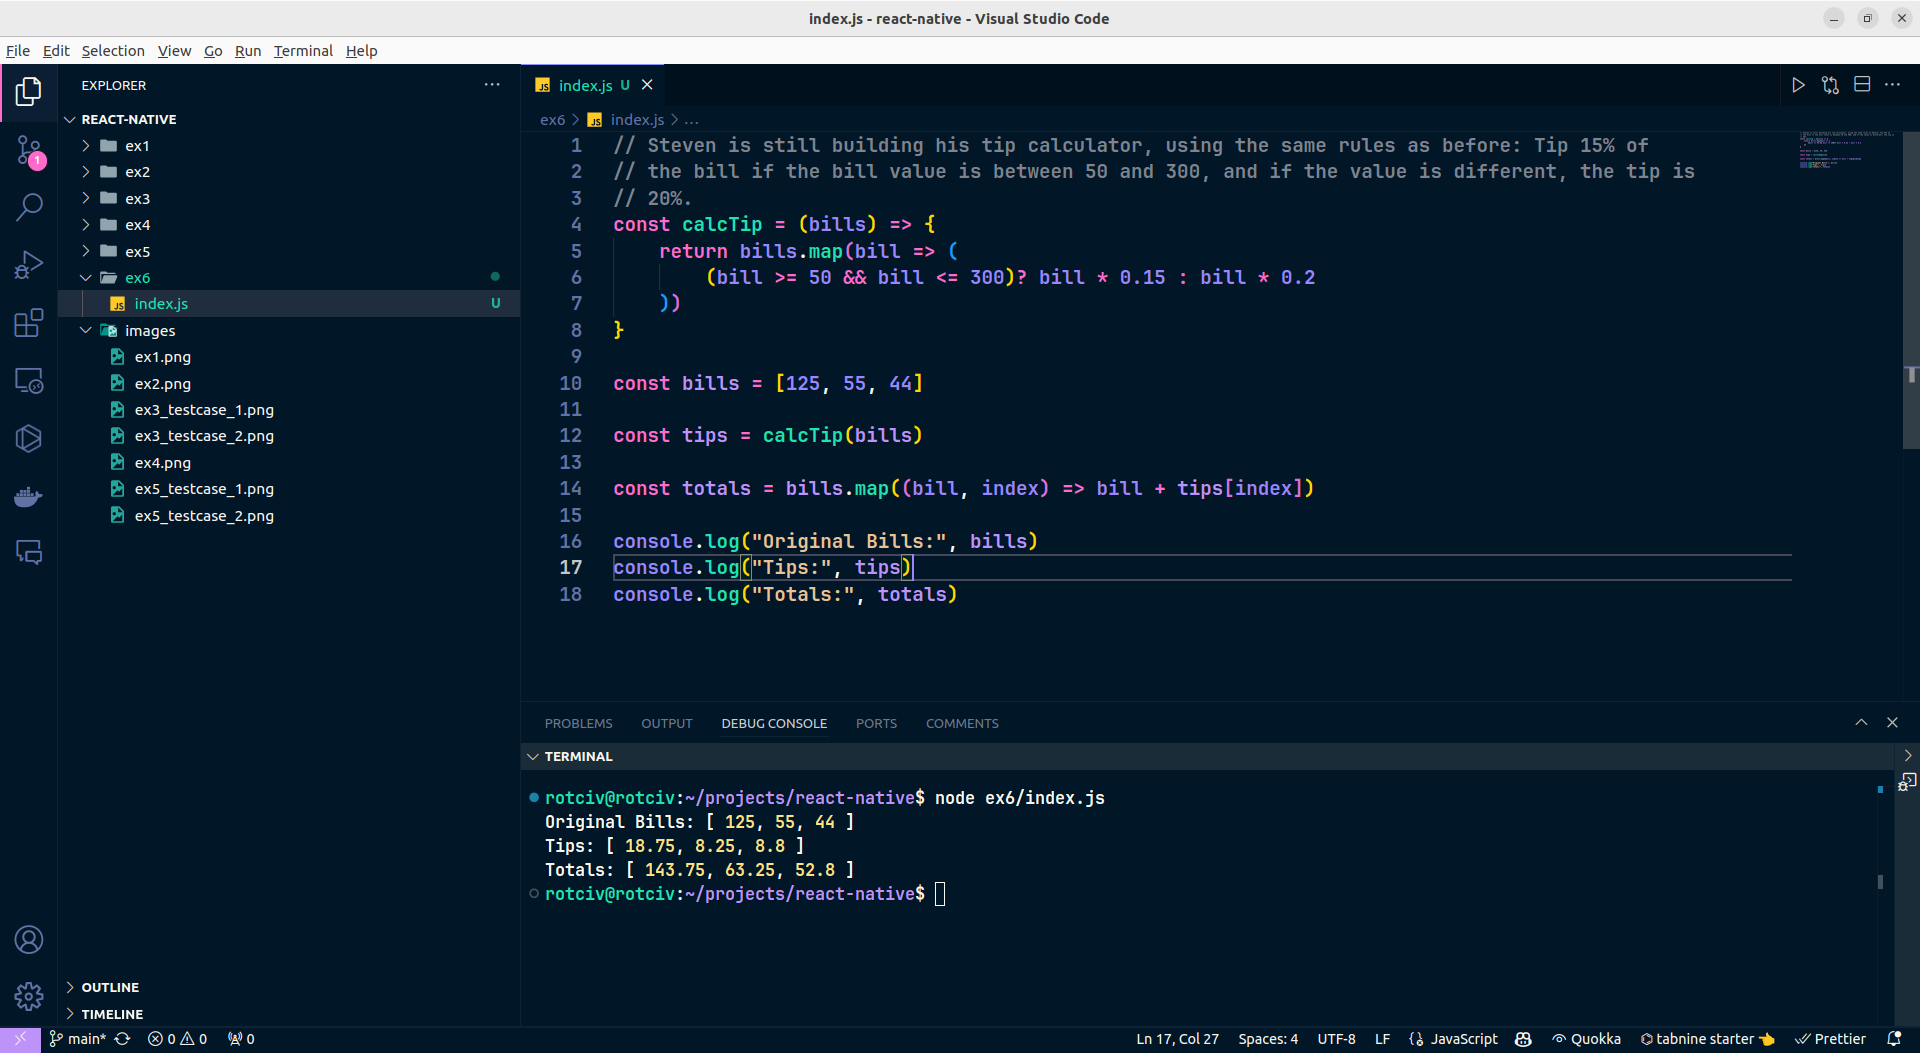 index.js - react-native - Visual Studio Code
File Edit Selection View Go Run Terminal Help
EXPLORER
REACT-NATIVE
ex1
ex2
ex3
ex4
ex5
ex6
index.js U
images
ex1.png
ex2.png
ex3_testcase_1.png
ex3_testcase_2.png
ex4.png
ex5_testcase_1.png
ex5_testcase_2.png
OUTLINE
TIMELINE
1
JS index.js U
ex6 > JS index.js > ...
1 // Steven is still building his tip calculator, using the same rules as before: Tip 15% of
2 // the bill if the bill value is between 50 and 300, and if the value is different, the tip is
3 // 20%.
4 const calcTip = (bills) => {
5 return bills.map(bill => (
6 (bill >= 50 && bill <= 300)? bill * 0.15 : bill * 0.2
7 ))
8 }
9
10 const bills = [125, 55, 44]
11
12 const tips = calcTip(bills)
13
14 const totals = bills.map((bill, index) => bill + tips[index])
15
16 console.log("Original Bills:", bills)
17 console.log("Tips:", tips)
18 console.log("Totals:", totals)
PROBLEMS OUTPUT DEBUG CONSOLE PORTS COMMENTS
TERMINAL
rotciv@rotciv:~/projects/react-native$ node ex6/index.js
Original Bills: [ 125, 55, 44 ]
Tips: [ 18.75, 8.25, 8.8 ]
Totals: [ 143.75, 63.25, 52.8 ]
rotciv@rotciv:~/projects/react-native$
main* 0 0 0 Ln 17, Col 27 Spaces: 4 UTF-8 LF {} JavaScript Quokka tabnine starter Prettier